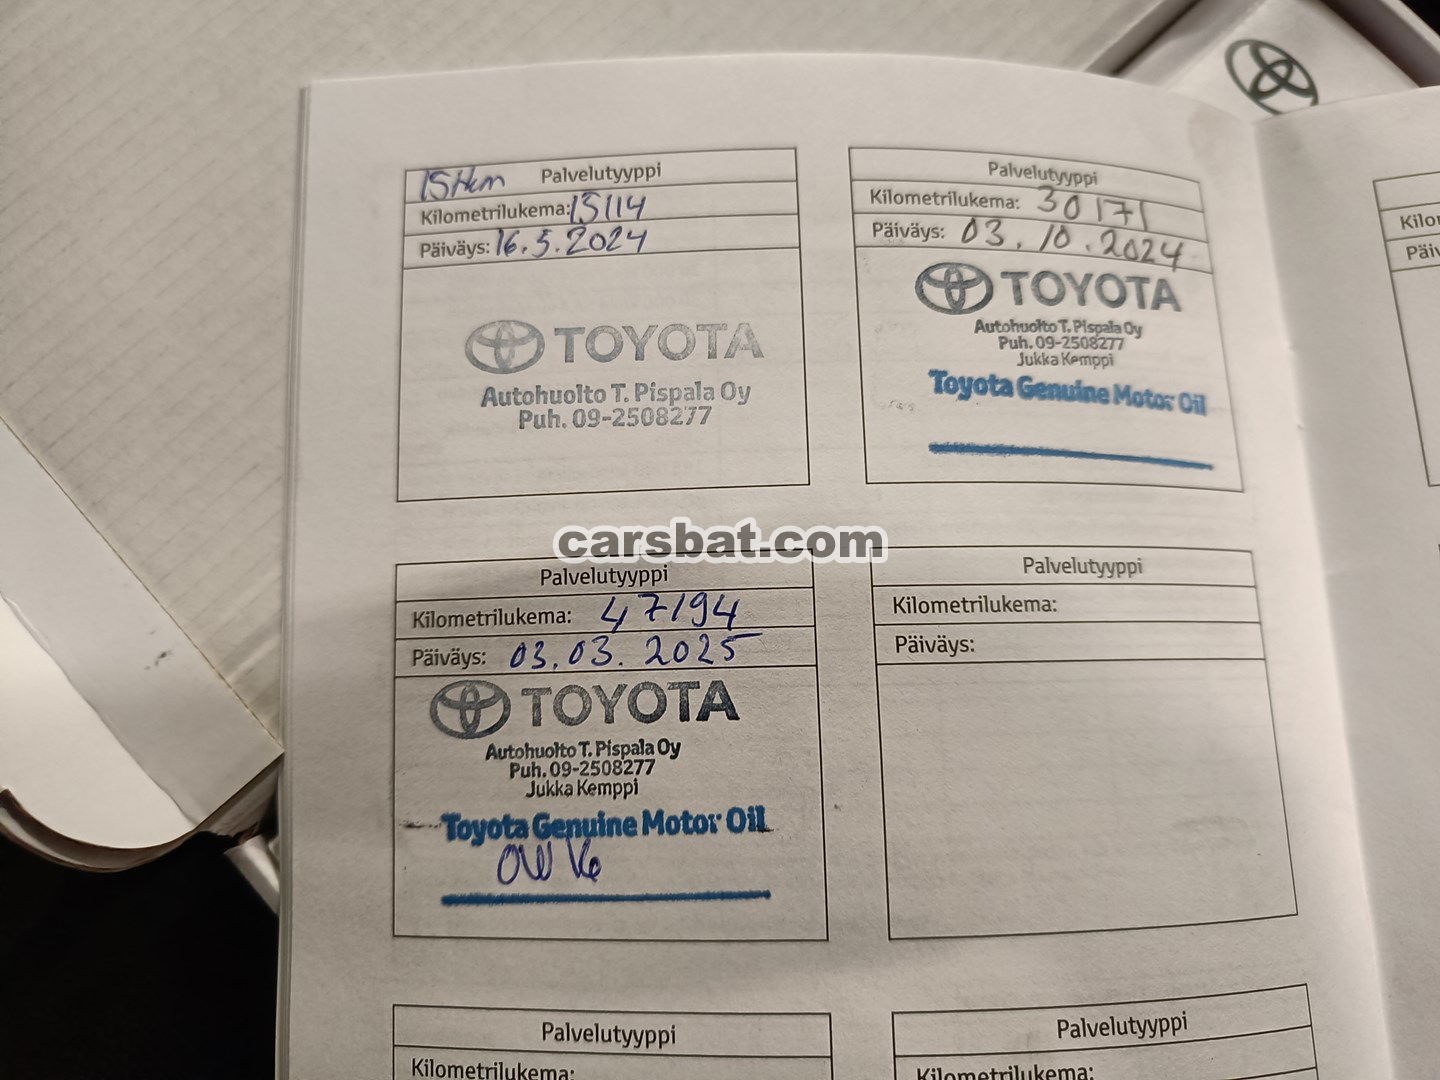 15tkm Palvelutyyppi
Kilometrilukema: 15114
Päiväys: 16.5.2024
TOYOTA
Autohuolto T. Pispala Oy
Puh. 09-2508277
Palvelutyyppi
Kilometrilukema: 30171
Päiväys: 03.10.2024
TOYOTA
Autohuolto T. Pispala Oy
Puh. 09-2508277
Jukka Kemppi
Toyota Genuine Motor Oil
carsbat.com
Palvelutyyppi
Kilometrilukema: 47194
Päiväys: 03.03.2025
TOYOTA
Autohuolto T. Pispala Oy
Puh. 09-2508277
Jukka Kemppi
Toyota Genuine Motor Oil
0W16
Palvelutyyppi
Kilometrilukema:
Päiväys:
Palvelutyyppi
Kilometrilukema:
Palvelutyyppi
Kilometrilukema: